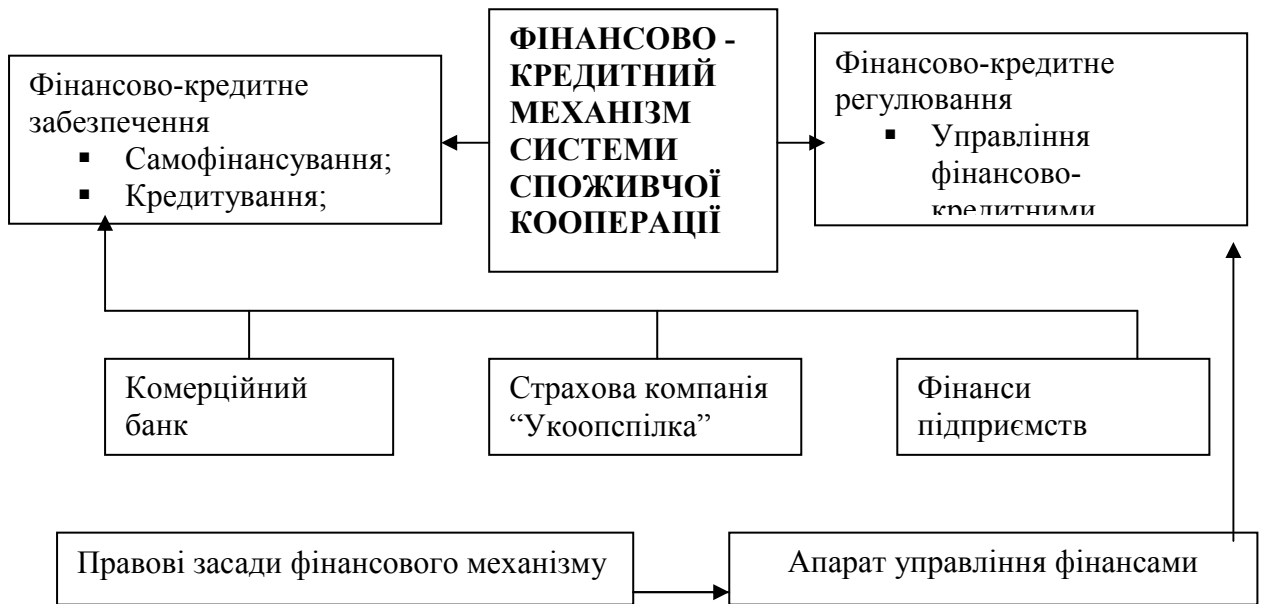 Фінансово-кредитне
забезпечення
▪ Самофінансування;
▪ Кредитування;
ФІНАНСОВО -
КРЕДИТНИЙ
МЕХАНІЗМ
СИСТЕМИ
СПОЖИВЧОЇ
КООПЕРАЦІЇ
Фінансово-кредитне
регулювання
▪ Управління
фінансово-
кредитними
Комерційний
банк
Страхова компанія
“Укоопспілка”
Фінанси
підприємств
Правові засади фінансового механізму
Апарат управління фінансами